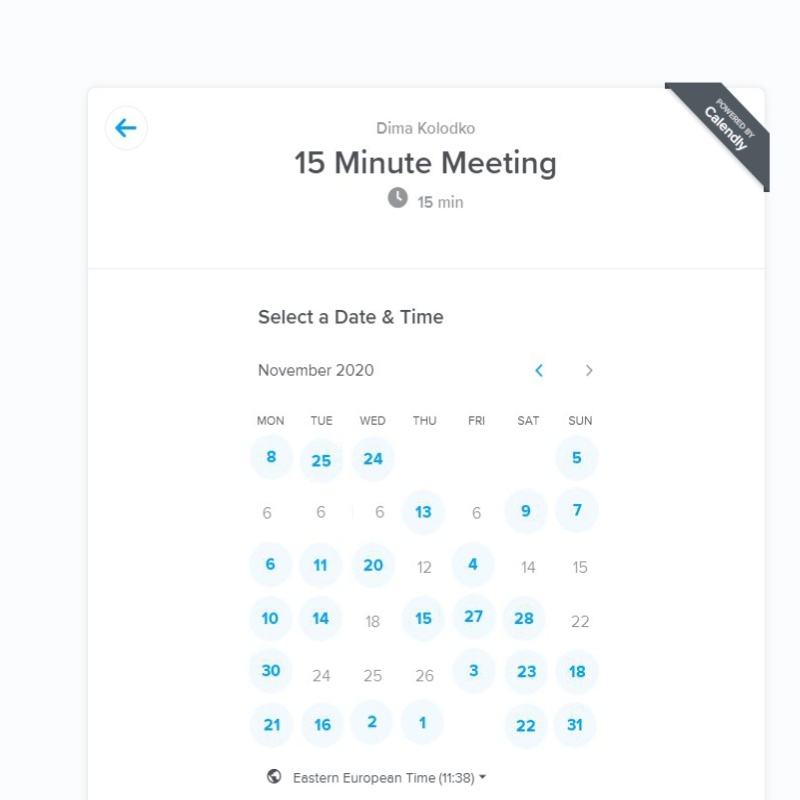 POWERED BY
Calendly
Dima Kolodko
15 Minute Meeting
15 min
Select a Date & Time
November 2020
MON TUE WED THU FRI SAT SUN
8 25 24 5
6 6 6 13 6 9 7
6 11 20 12 4 14 15
10 14 18 15 27 28 22
30 24 25 26 3 23 18
21 16 2 1 22 31
Eastern European Time (11:38)